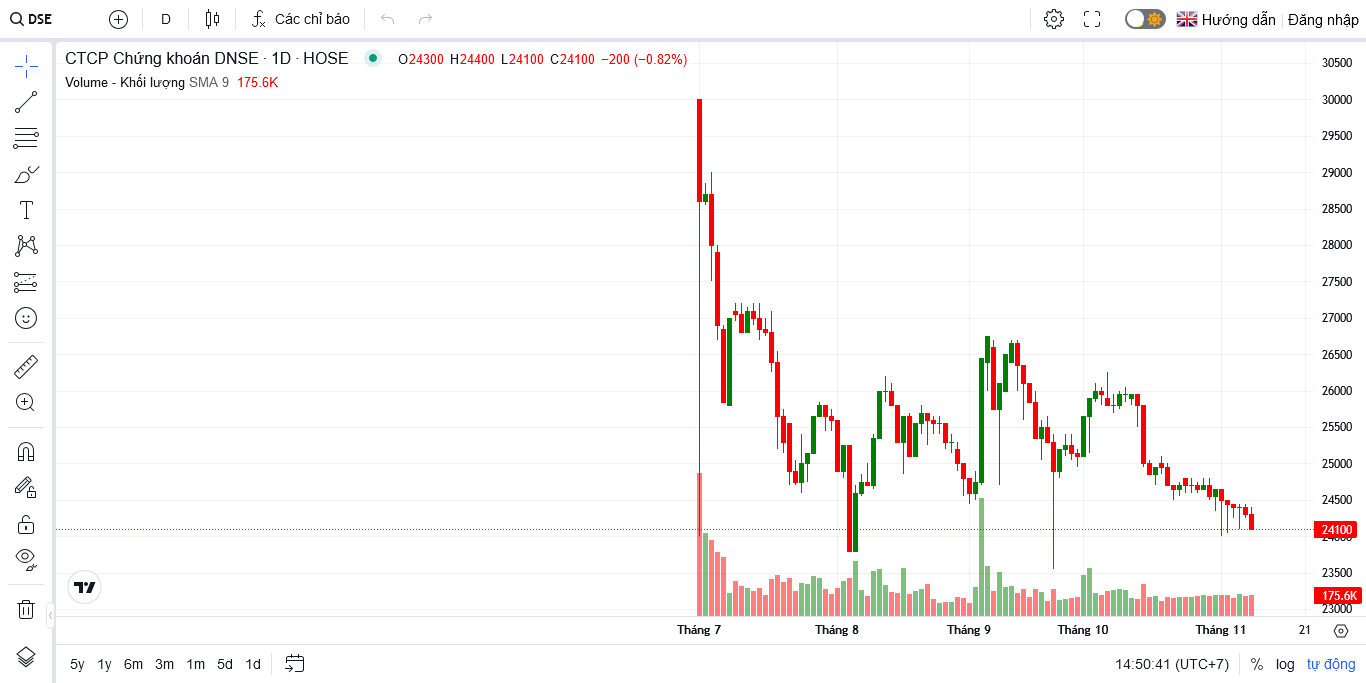 DSE D Các chỉ báo Hướng dẫn Đăng nhập
CTCP Chứng khoán DNSE · 1D · HOSE O24300 H24400 L24100 C24100 −200 (−0.82%)
Volume - Khối lượng SMA 9 175.6K
30500
30000
29500
29000
28500
28000
27500
27000
26500
26000
25500
25000
24500
24100
24000
23500
175.6K
23000
Tháng 7 Tháng 8 Tháng 9 Tháng 10 Tháng 11 21
5y 1y 6m 3m 1m 5d 1d 14:50:41 (UTC+7) % log tự động